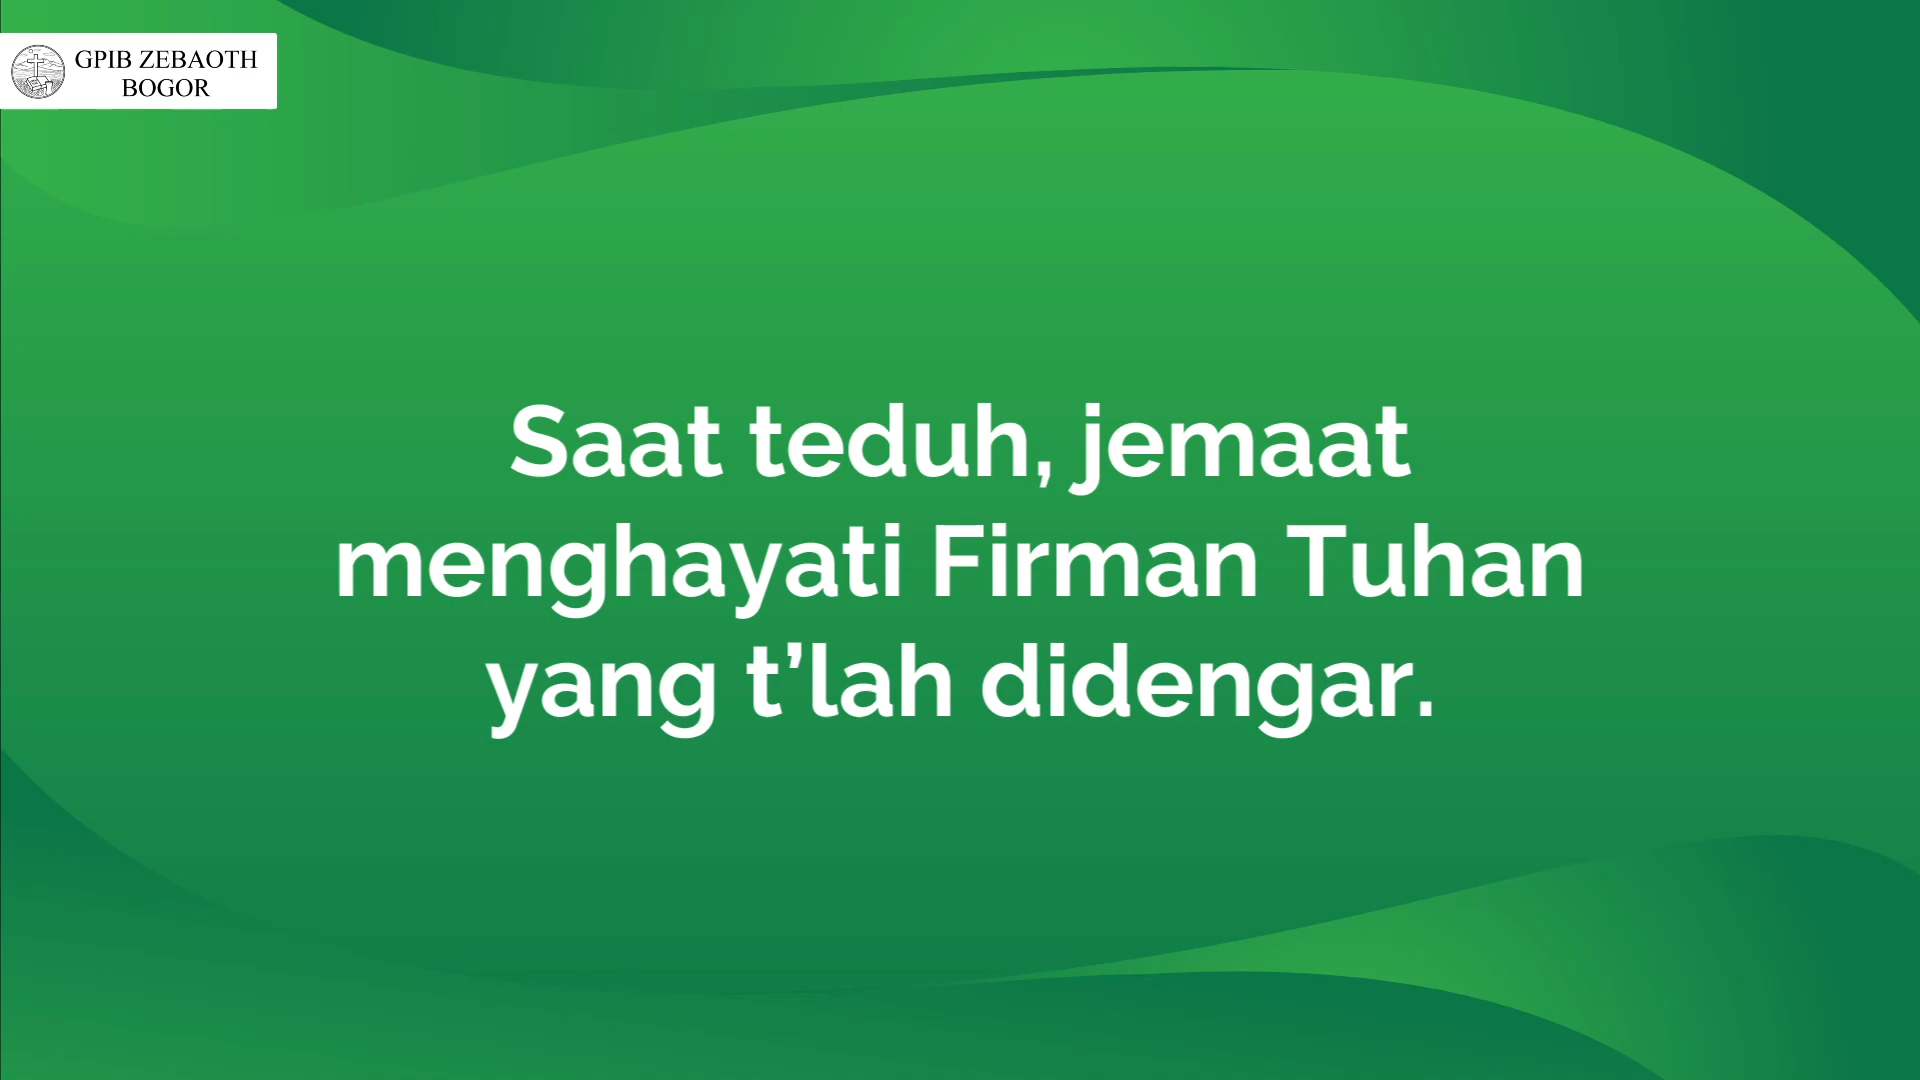 GPIB ZEBAOTH
BOGOR
Saat teduh, jemaat
menghayati Firman Tuhan
yang t’lah didengar.